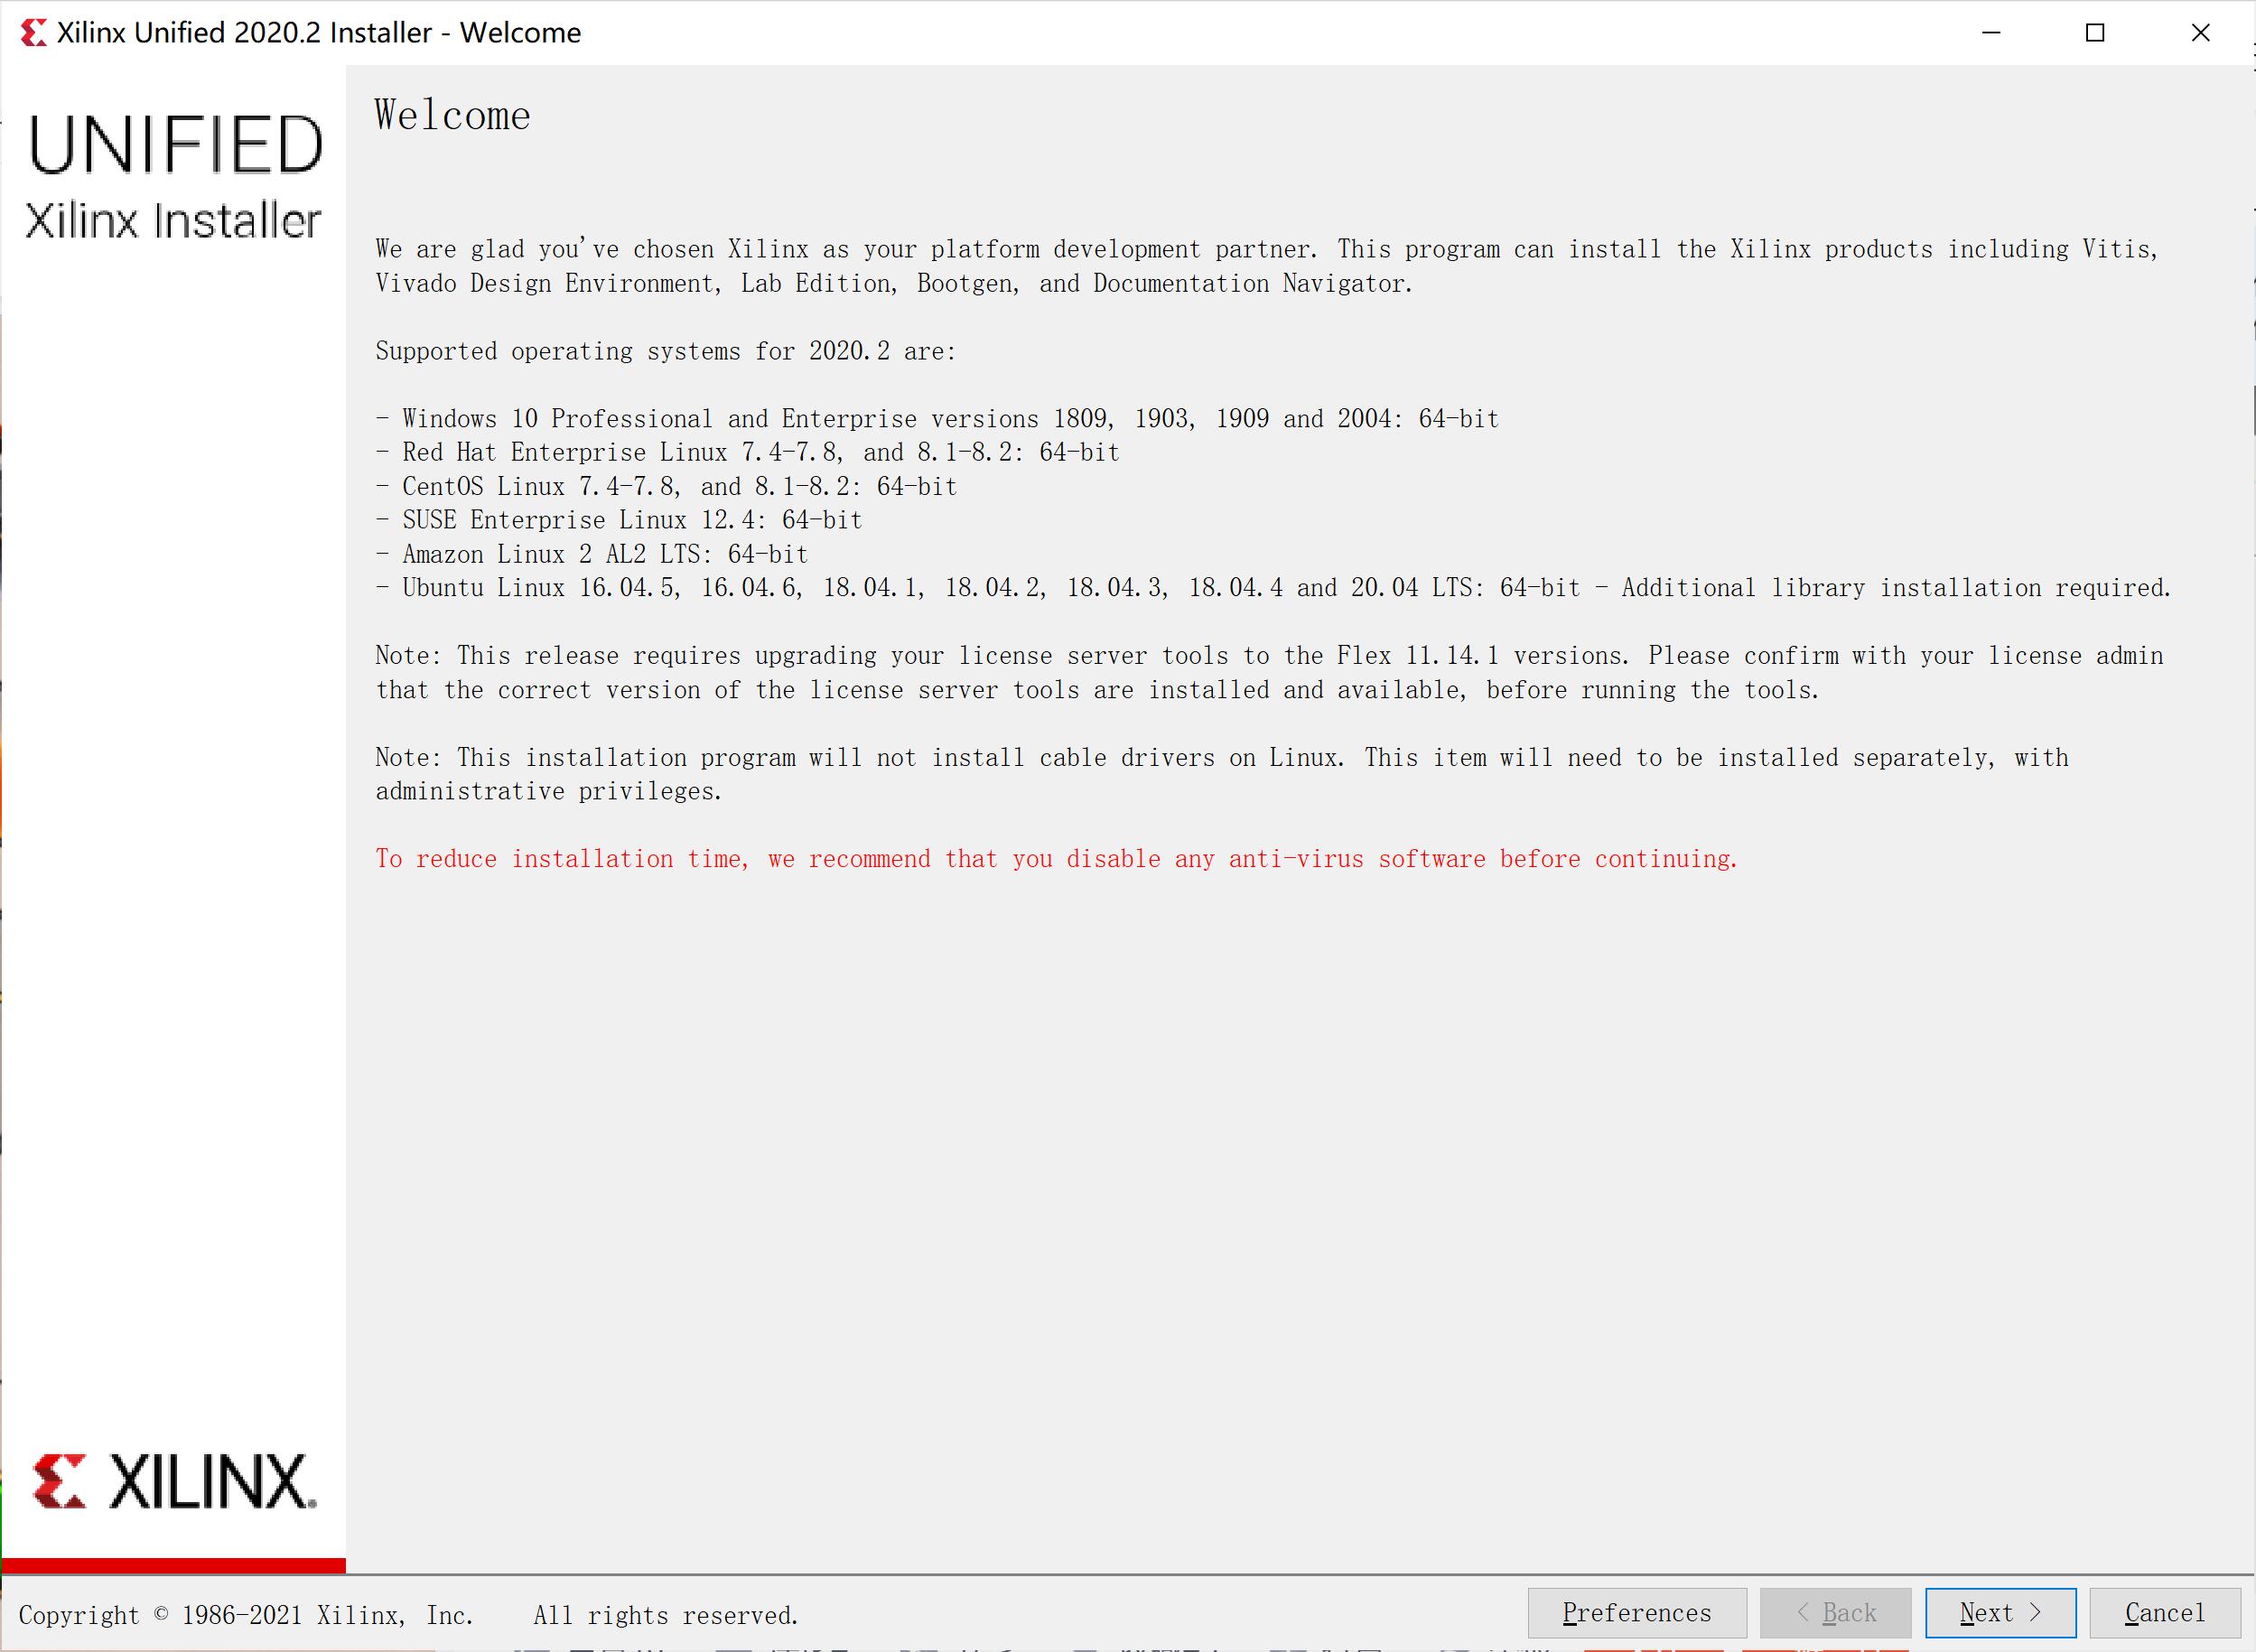 Xilinx Unified 2020.2 Installer - Welcome
UNIFIED
Xilinx Installer
Welcome
We are glad you've chosen Xilinx as your platform development partner. This program can install the Xilinx products including Vitis,
Vivado Design Environment, Lab Edition, Bootgen, and Documentation Navigator.
Supported operating systems for 2020.2 are:
- Windows 10 Professional and Enterprise versions 1809, 1903, 1909 and 2004: 64-bit
- Red Hat Enterprise Linux 7.4-7.8, and 8.1-8.2: 64-bit
- CentOS Linux 7.4-7.8, and 8.1-8.2: 64-bit
- SUSE Enterprise Linux 12.4: 64-bit
- Amazon Linux 2 AL2 LTS: 64-bit
- Ubuntu Linux 16.04.5, 16.04.6, 18.04.1, 18.04.2, 18.04.3, 18.04.4 and 20.04 LTS: 64-bit - Additional library installation required.
Note: This release requires upgrading your license server tools to the Flex 11.14.1 versions. Please confirm with your license admin
that the correct version of the license server tools are installed and available, before running the tools.
Note: This installation program will not install cable drivers on Linux. This item will need to be installed separately, with
administrative privileges.
To reduce installation time, we recommend that you disable any anti-virus software before continuing.
XILINX.
Copyright © 1986-2021 Xilinx, Inc. All rights reserved.
Preferences < Back Next > Cancel